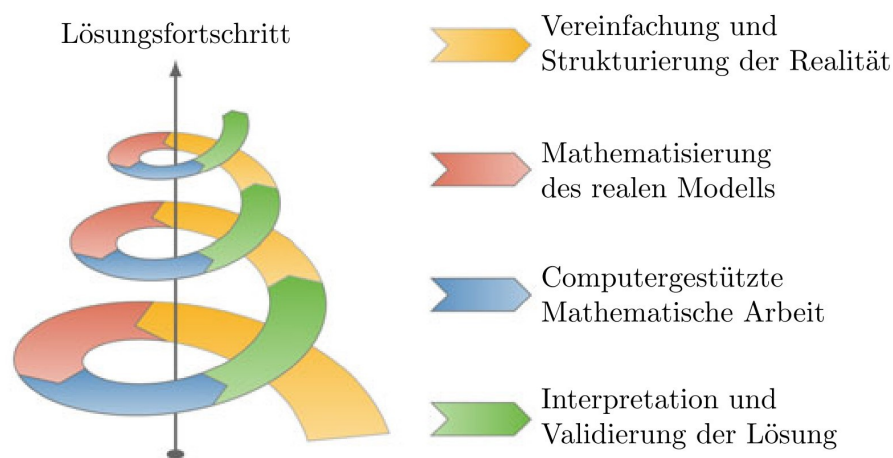 Lösungsfortschritt
Vereinfachung und
Strukturierung der Realität
Mathematisierung
des realen Modells
Computergestützte
Mathematische Arbeit
Interpretation und
Validierung der Lösung